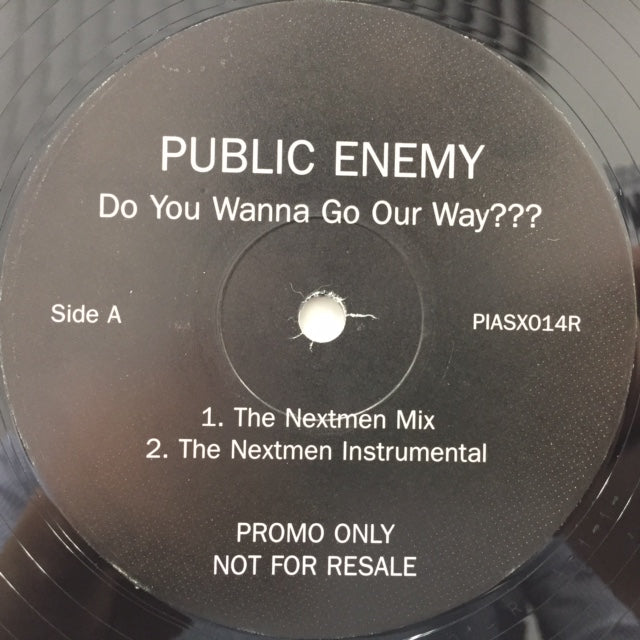 PUBLIC ENEMY
Do You Wanna Go Our Way???
Side A
PIASX014R
1. The Nextmen Mix
2. The Nextmen Instrumental
PROMO ONLY
NOT FOR RESALE